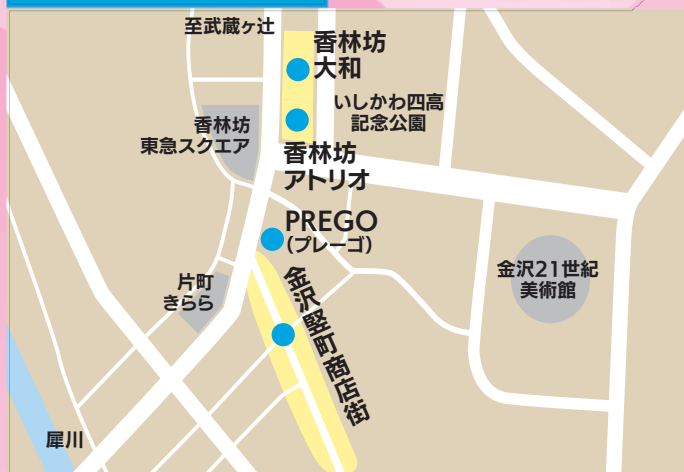 至武蔵ヶ辻
香林坊
大和
いしかわ四高
記念公園
香林坊
東急スクエア
香林坊
アトリオ
PREGO
(プレーゴ)
金沢21世紀
美術館
片町
きらら
金沢竪町商店街
犀川